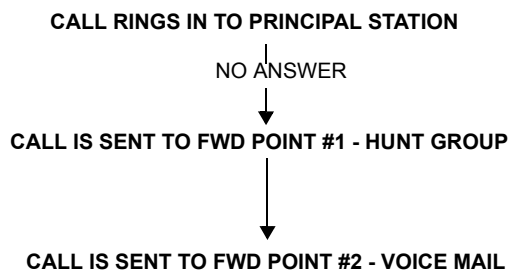 CALL RINGS IN TO PRINCIPAL STATION
NO ANSWER
CALL IS SENT TO FWD POINT #1 - HUNT GROUP
CALL IS SENT TO FWD POINT #2 - VOICE MAIL